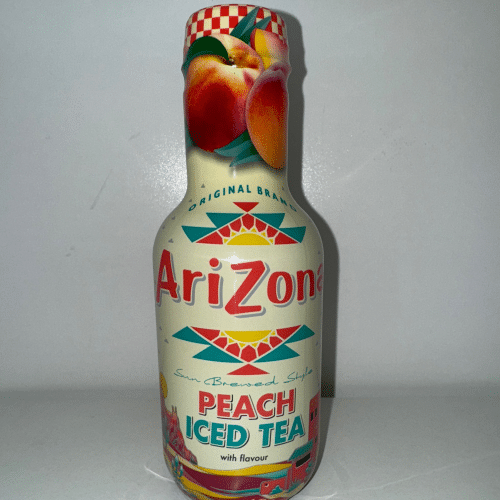 ORIGINAL BRAND
AriZona
Sun Brewed Style
PEACH
ICED TEA
with flavour